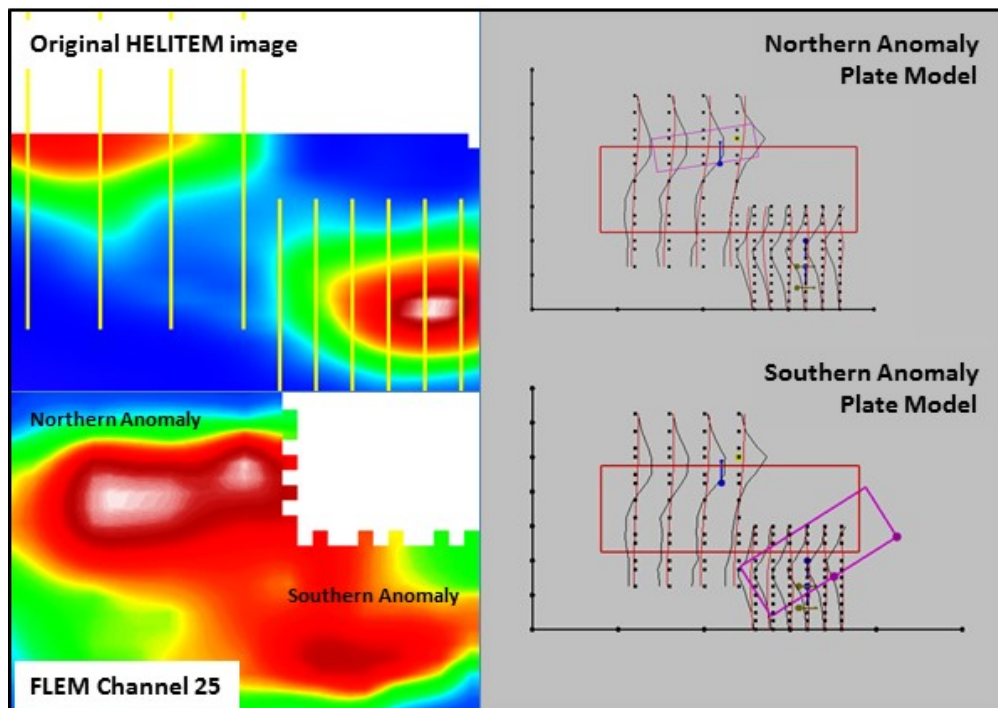 Original HELITEM image
Northern Anomaly
Plate Model
Northern Anomaly
Southern Anomaly
FLEM Channel 25
Southern Anomaly
Plate Model